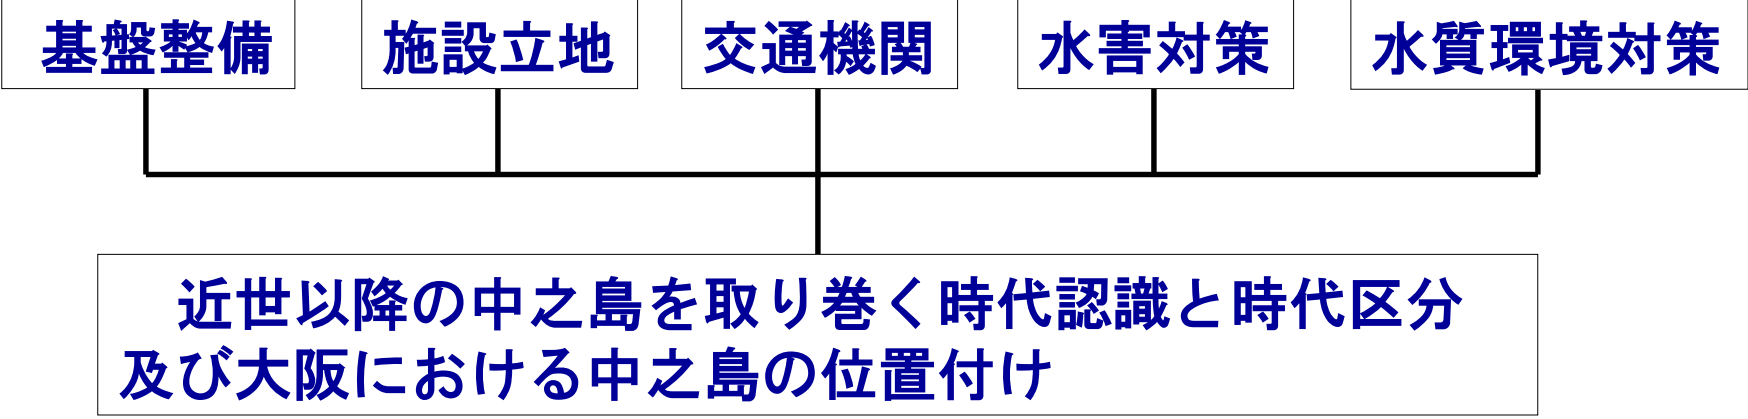 基盤整備
施設立地
交通機関
水害対策
水質環境対策
近世以降の中之島を取り巻く時代認識と時代区分
及び大阪における中之島の位置付け